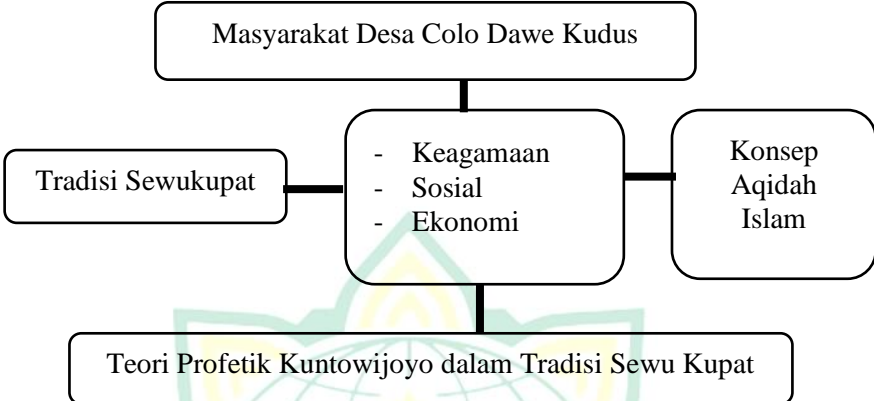 Masyarakat Desa Colo Dawe Kudus
Tradisi Sewukupat
- Keagamaan
- Sosial
- Ekonomi
Konsep
Aqidah
Islam
Teori Profetik Kuntowijoyo dalam Tradisi Sewu Kupat